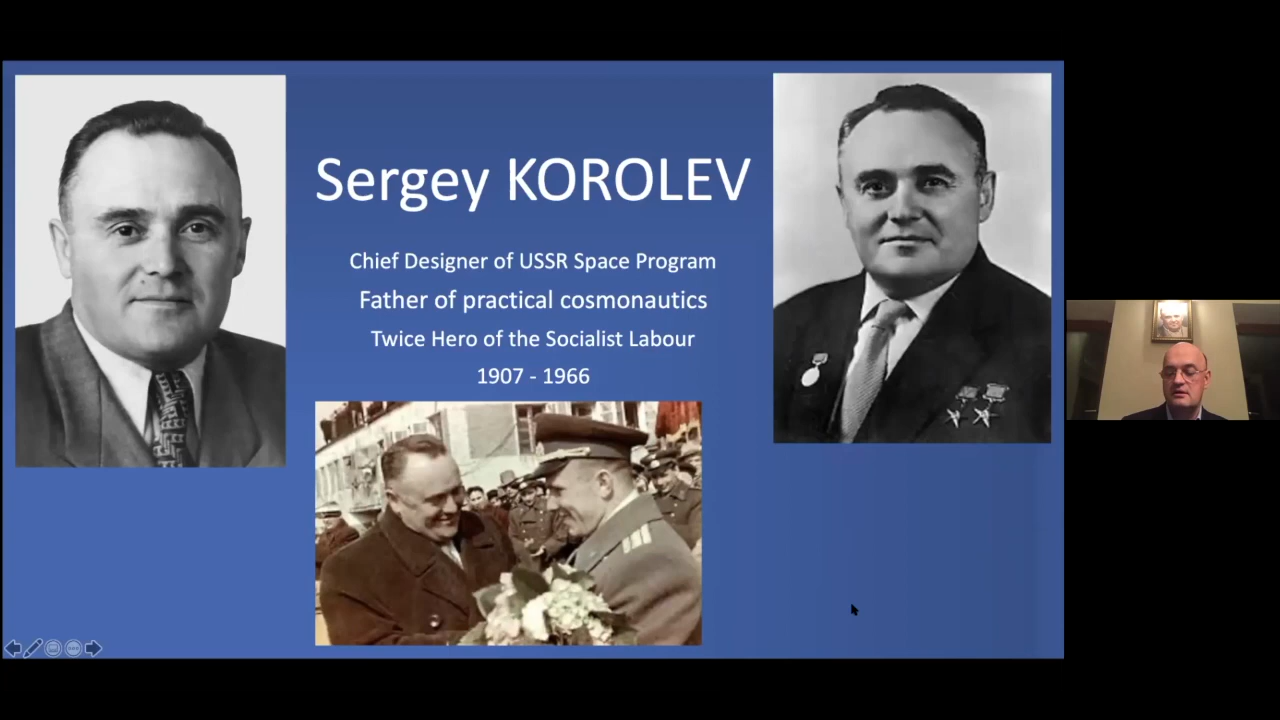 Sergey KOROLEV
Chief Designer of USSR Space Program
Father of practical cosmonautics
Twice Hero of the Socialist Labour
1907 - 1966